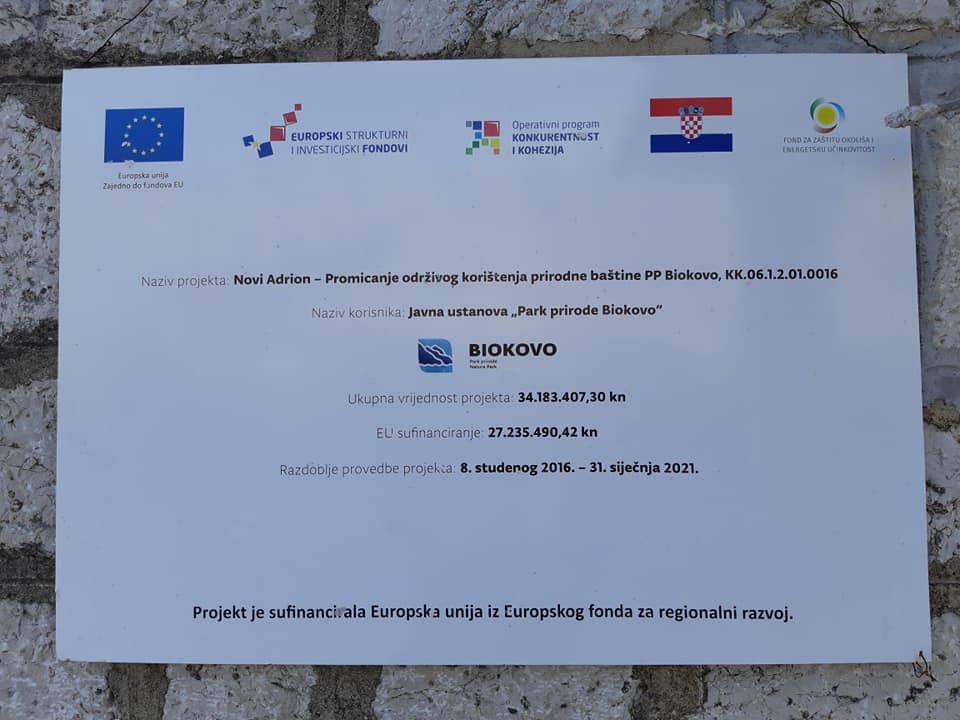 Europska unija
Zajedno do fondova EU
EUROPSKI STRUKTURNI
I INVESTICIJSKI FONDOVI
Operativni program
KONKURENTNOST
I KOHEZIJA
FOND ZA ZAŠTITU OKOLIŠA I
ENERGETSKU UČINKOVITOST
Naziv projekta: Novi Adrion – Promicanje održivog korištenja prirodne baštine PP Biokovo, KK.06.1.2.01.0016
Naziv korisnika: Javna ustanova „Park prirode Biokovo“
BIOKOVO
Park prirode
Nature Park
Ukupna vrijednost projekta: 34.183.407,30 kn
EU sufinanciranje: 27.235.490,42 kn
Razdoblje provedbe projekta: 8. studenog 2016. – 31. siječnja 2021.
Projekt je sufinancirala Europska unija iz Europskog fonda za regionalni razvoj.